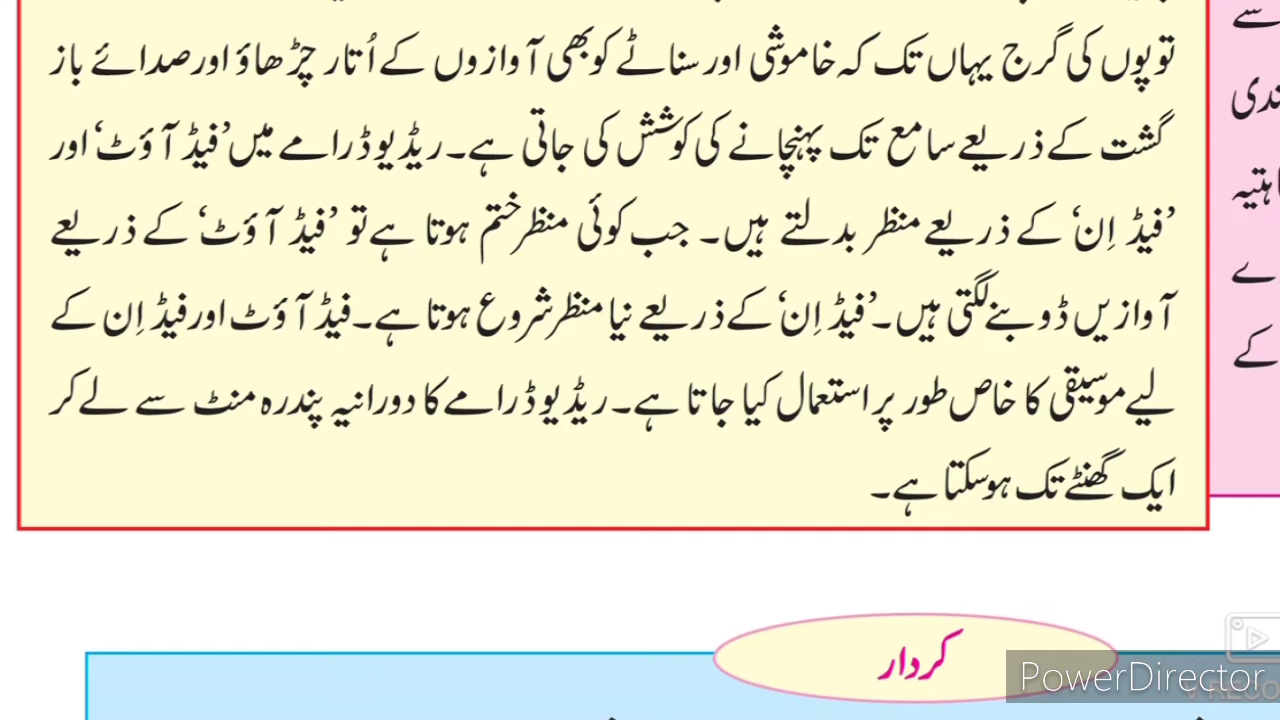 توپوں کی گرج یہاں تک کہ خاموشی اور سناٹے کو بھی آوازوں کے اُتار چڑھاؤ اور صدائے باز
گشت کے ذریعے سامع تک پہنچانے کی کوشش کی جاتی ہے۔ ریڈیو ڈرامے میں ’فیڈ آؤٹ‘ اور
’فیڈ اِن‘ کے ذریعے منظر بدلتے ہیں۔ جب کوئی منظر ختم ہوتا ہے تو ’فیڈ آؤٹ‘ کے ذریعے
آوازیں ڈوبنے لگتی ہیں۔ ’فیڈ اِن‘ کے ذریعے نیا منظر شروع ہوتا ہے۔ فیڈ آؤٹ اور فیڈ اِن کے
لیے موسیقی کا خاص طور پر استعمال کیا جاتا ہے۔ ریڈیو ڈرامے کا دورانیہ پندرہ منٹ سے لے کر
ایک گھنٹے تک ہوسکتا ہے۔
سے
کے
کردار
PowerDirector